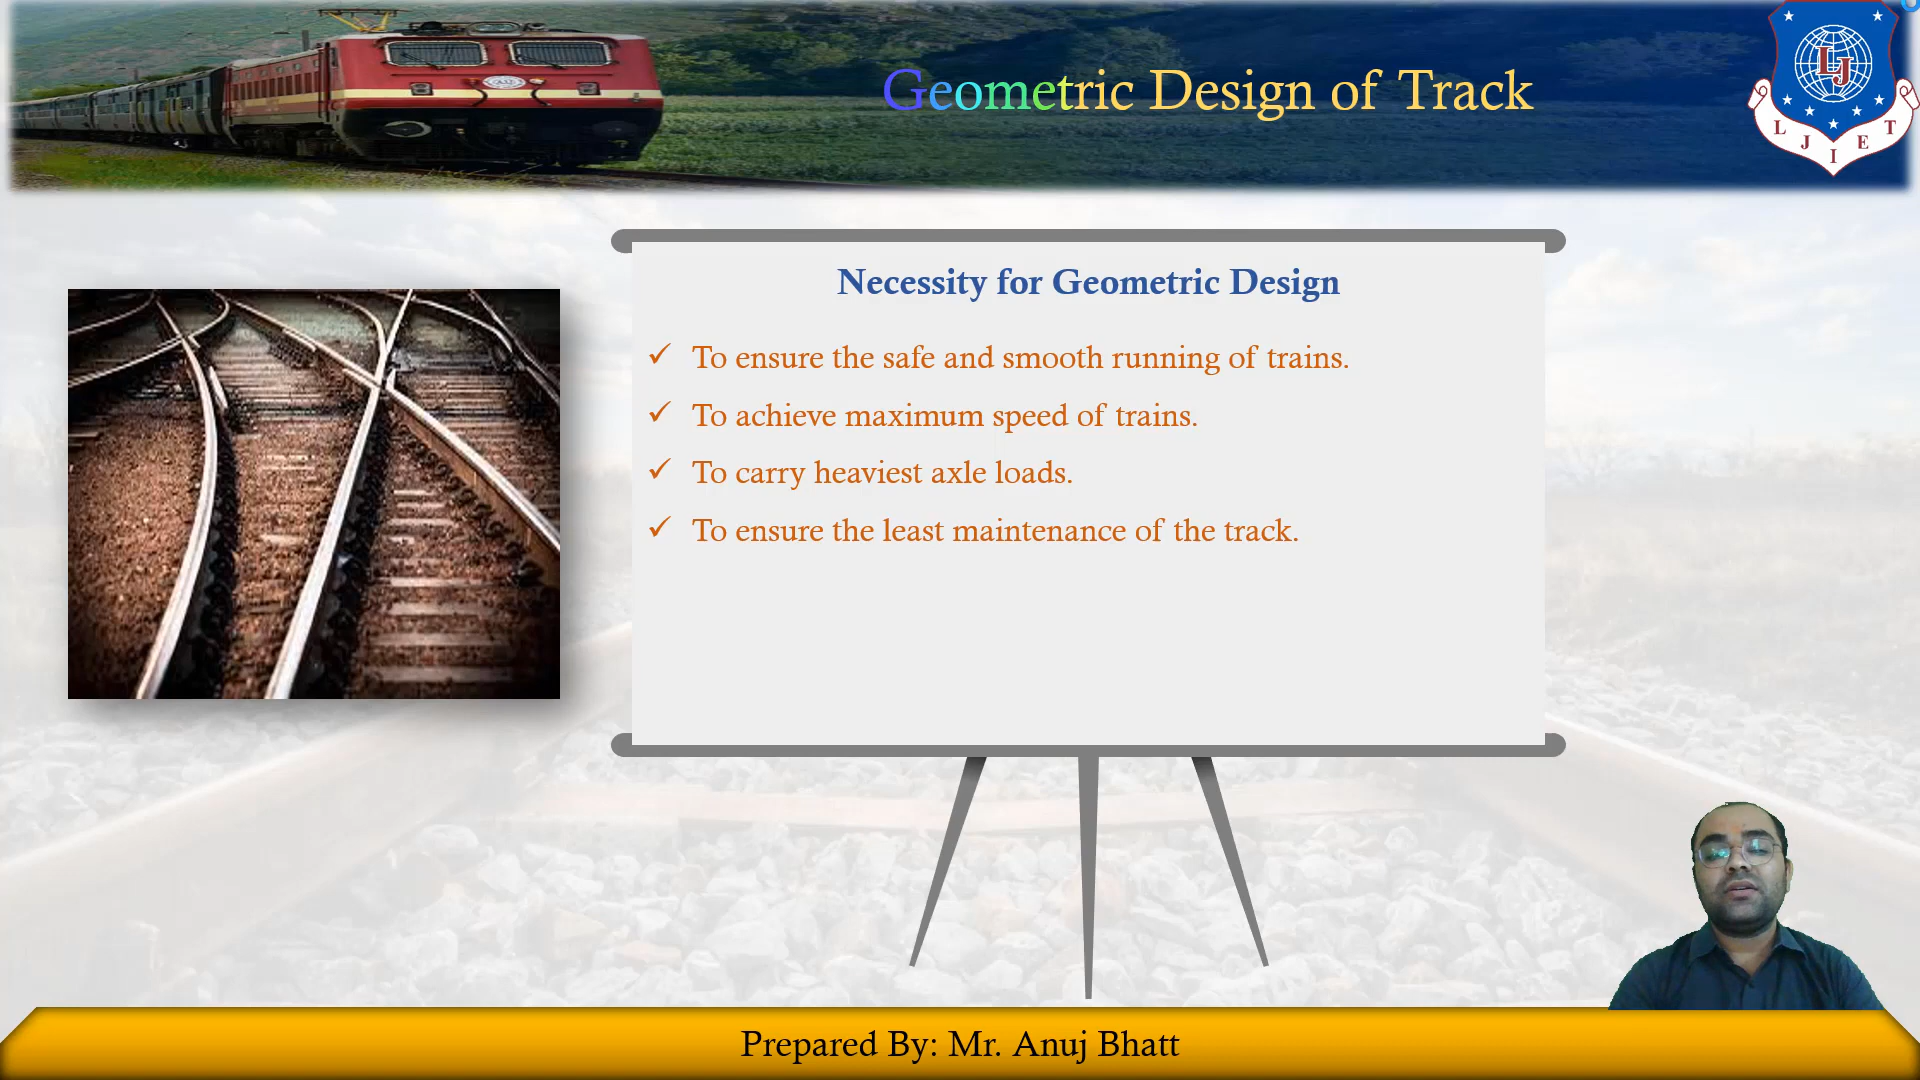 Geometric Design of Track
LJ
L J I E T
Necessity for Geometric Design
✓ To ensure the safe and smooth running of trains.
✓ To achieve maximum speed of trains.
✓ To carry heaviest axle loads.
✓ To ensure the least maintenance of the track.
Prepared By: Mr. Anuj Bhatt